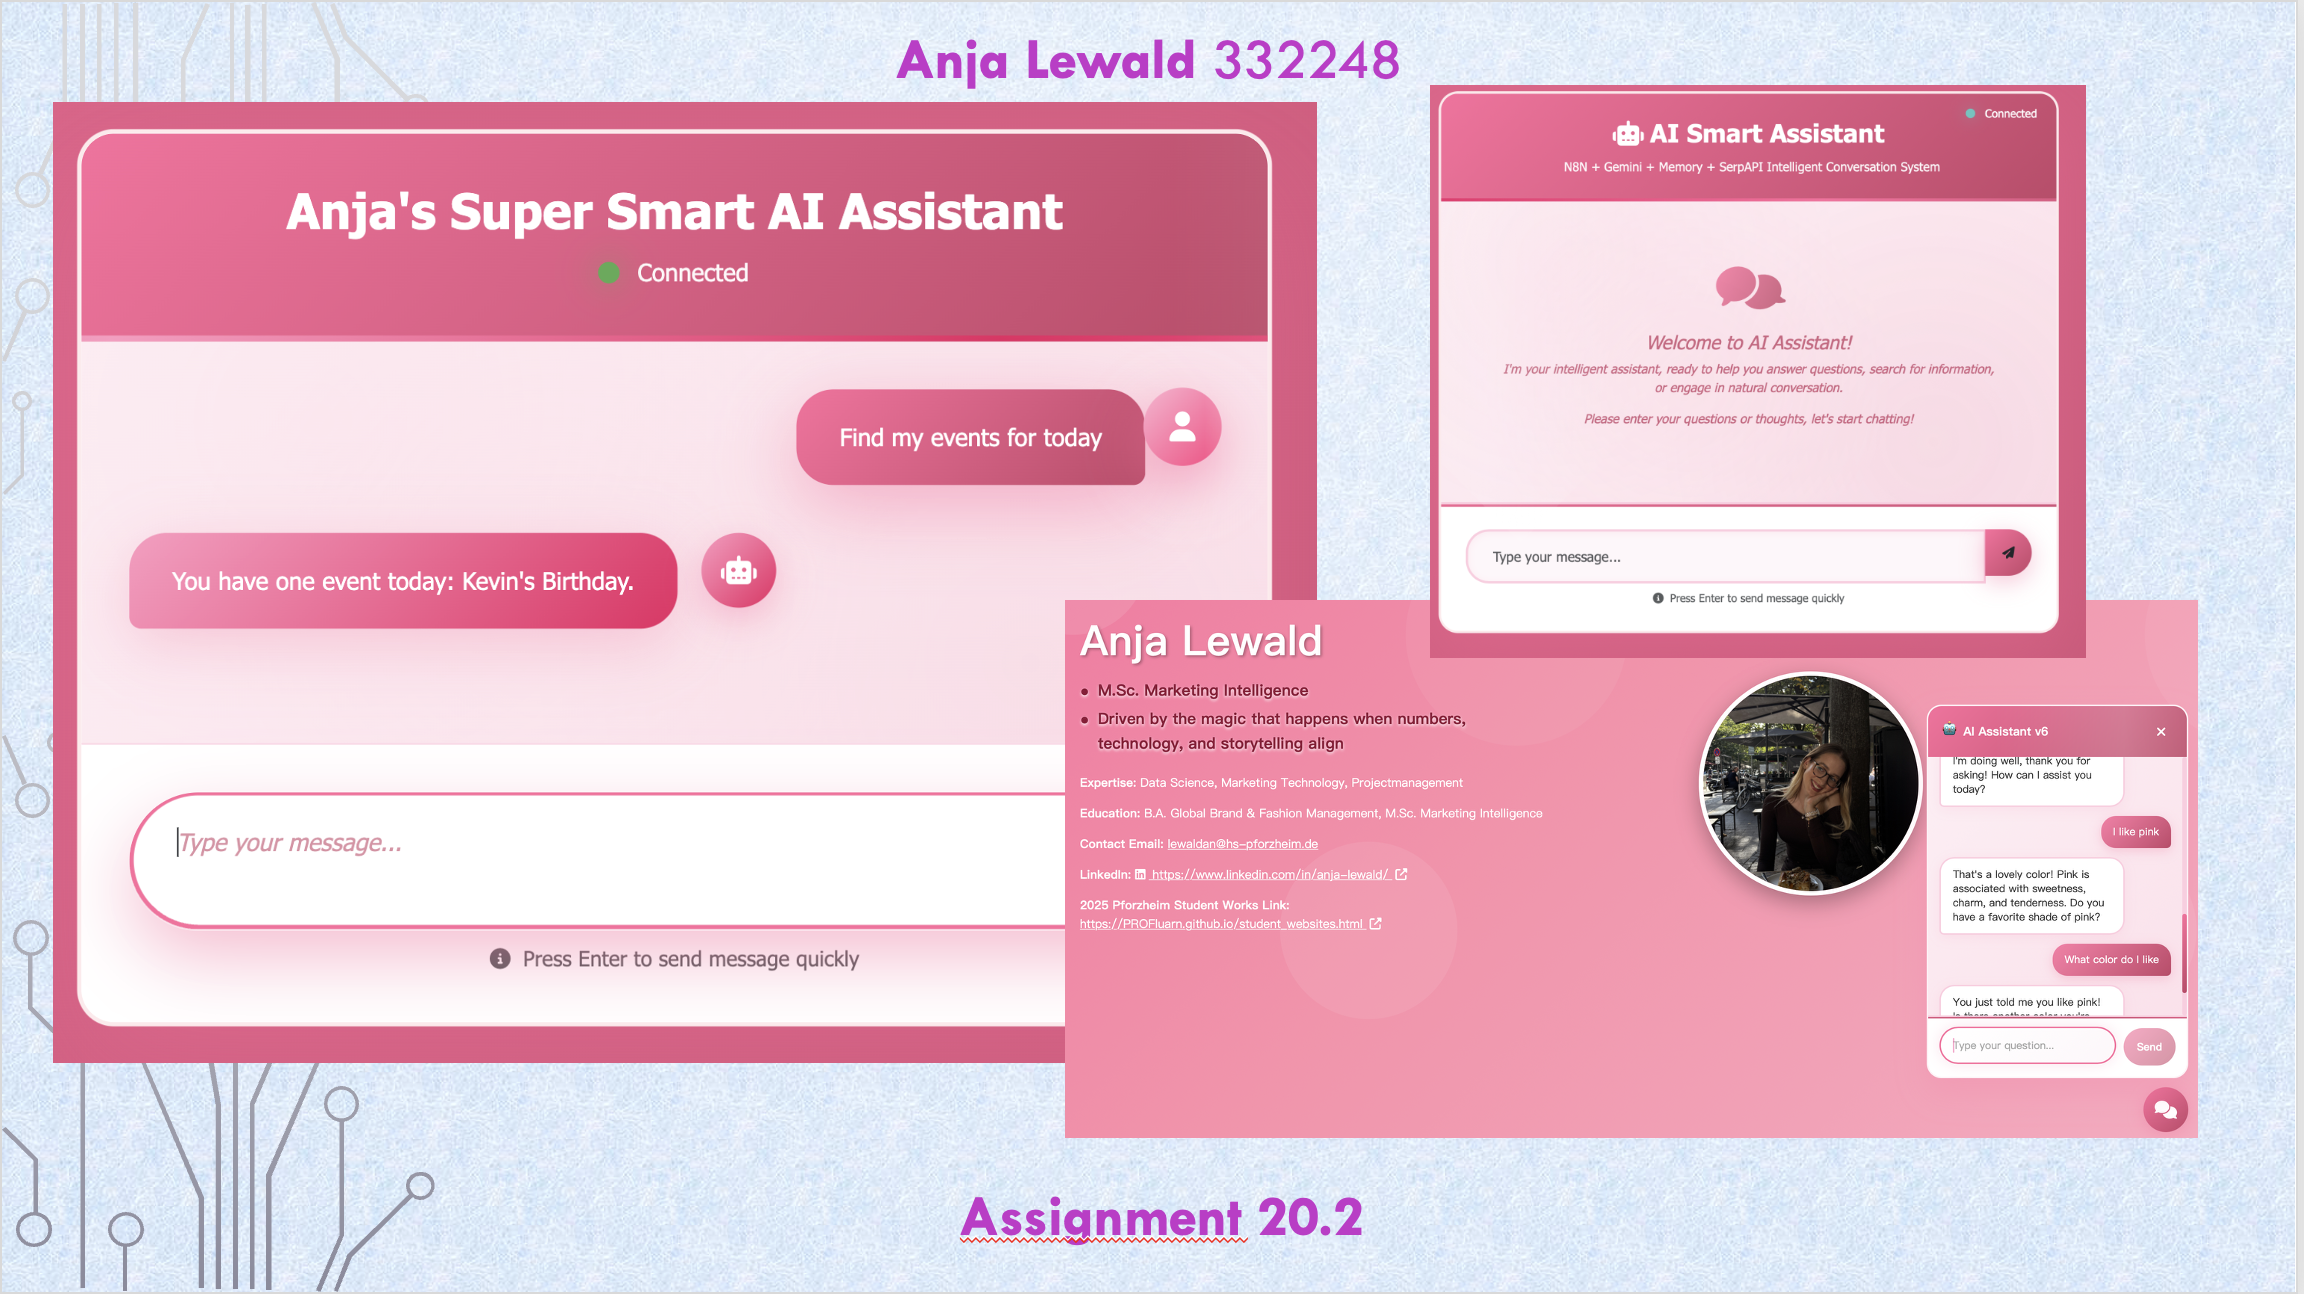 Anja Lewald 332248
Anja's Super Smart AI Assistant
Connected
Find my events for today
You have one event today: Kevin's Birthday.
Type your message...
Press Enter to send message quickly
Connected
AI Smart Assistant
N8N + Gemini + Memory + SerpAPI Intelligent Conversation System
Welcome to AI Assistant!
I'm your intelligent assistant, ready to help you answer questions, search for information,
or engage in natural conversation.
Please enter your questions or thoughts, let's start chatting!
Type your message...
Press Enter to send message quickly
Anja Lewald
• M.Sc. Marketing Intelligence
• Driven by the magic that happens when numbers,
technology, and storytelling align
Expertise: Data Science, Marketing Technology, Projectmanagement
Education: B.A. Global Brand & Fashion Management, M.Sc. Marketing Intelligence
Contact Email: lewaldan@hs-pforzheim.de
LinkedIn: https://www.linkedin.com/in/anja-lewald/
2025 Pforzheim Student Works Link:
https://PROFluarn.github.io/student_websites.html
AI Assistant v6
I'm doing well, thank you for
asking! How can I assist you
today?
I like pink
That's a lovely color! Pink is
associated with sweetness,
charm, and tenderness. Do you
have a favorite shade of pink?
What color do I like
You just told me you like pink!
Is there another color you're
Type your question...
Send
Assignment 20.2